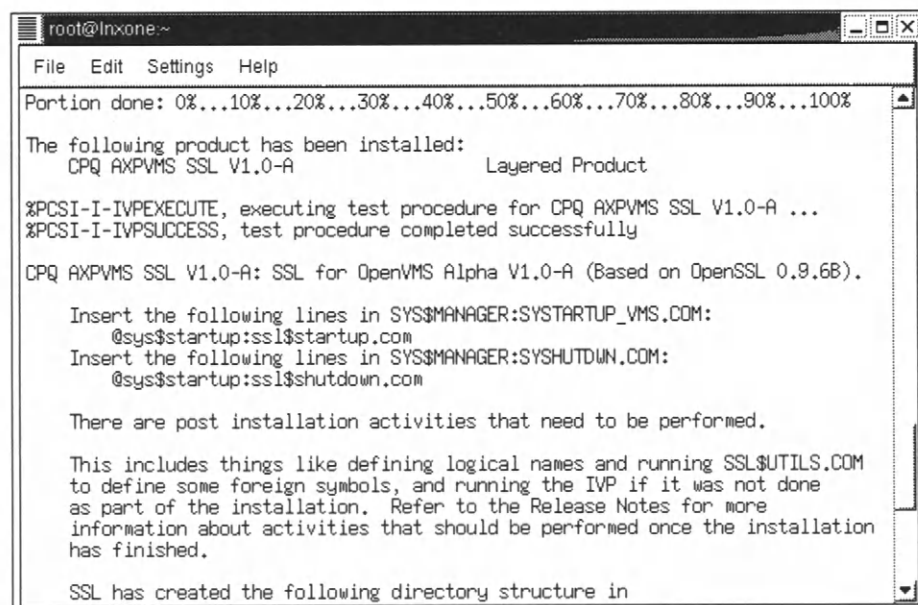 root@lnxone:~
File Edit Settings Help
Portion done: 0%...10%...20%...30%...40%...50%...60%...70%...80%...90%...100%
The following product has been installed:
CPQ AXPVMS SSL V1.0-A Layered Product
%PCSI-I-IVPEXECUTE, executing test procedure for CPQ AXPVMS SSL V1.0-A ...
%PCSI-I-IVPSUCCESS, test procedure completed successfully
CPQ AXPVMS SSL V1.0-A: SSL for OpenVMS Alpha V1.0-A (Based on OpenSSL 0.9.6B).
Insert the following lines in SYS$MANAGER:SYSTARTUP_VMS.COM:
@sys$startup:ssl$startup.com
Insert the following lines in SYS$MANAGER:SYSHUTDWN.COM:
@sys$startup:ssl$shutdown.com
There are post installation activities that need to be performed.
This includes things like defining logical names and running SSL$UTILS.COM
to define some foreign symbols, and running the IVP if it was not done
as part of the installation. Refer to the Release Notes for more
information about activities that should be performed once the installation
has finished.
SSL has created the following directory structure in